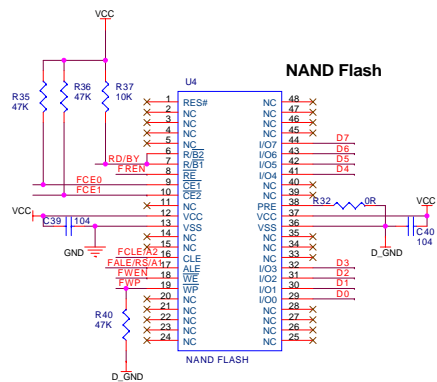 VCC
U4
NAND Flash
R35
47K
R36
47K
R37
10K
1 RES# NC 48
2 NC NC 47
3 NC NC 46
4 NC NC 45
5 NC I/O7 44 D7
6 R/B2 I/O6 43 D6
RD/BY 7 R/B1 I/O5 42 D5
FREN 8 RE I/O4 41 D4
FCE0 9 CE1 NC 40
FCE1 10 CE2 NC 39
11 NC PRE 38 R32 0R
VCC 12 VCC VCC 37 VCC
C39 104 13 VSS VSS 36
14 NC NC 35
GND 15 NC NC 34
FCLE/A2 16 CLE NC 33
D_GND
C40
104
FALE/RS/A1 17 ALE I/O3 32 D3
FWEN 18 WE I/O2 31 D2
FWP 19 WP I/O1 30 D1
20 NC I/O0 29 D0
21 NC NC 28
22 NC NC 27
23 NC NC 26
24 NC NC 25
R40
47K
NAND FLASH
D_GND